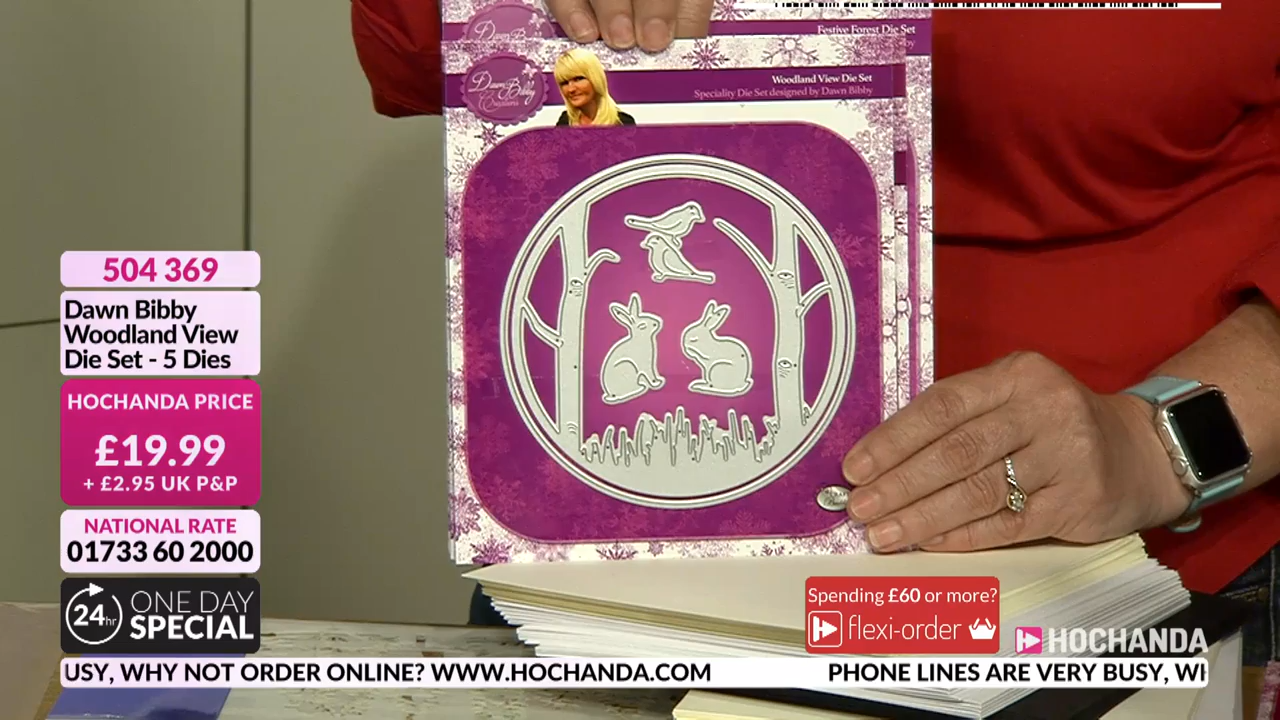 Festive Forest Die Set
Dawn Bibby
Creations
Woodland View Die Set
Speciality Die Set designed by Dawn Bibby
504 369
Dawn Bibby
Woodland View
Die Set - 5 Dies
HOCHANDA PRICE
£19.99
+ £2.95 UK P&P
NATIONAL RATE
01733 60 2000
24hr ONE DAY
SPECIAL
Spending £60 or more?
flexi-order
HOCHANDA
USY, WHY NOT ORDER ONLINE? WWW.HOCHANDA.COM PHONE LINES ARE VERY BUSY, WI